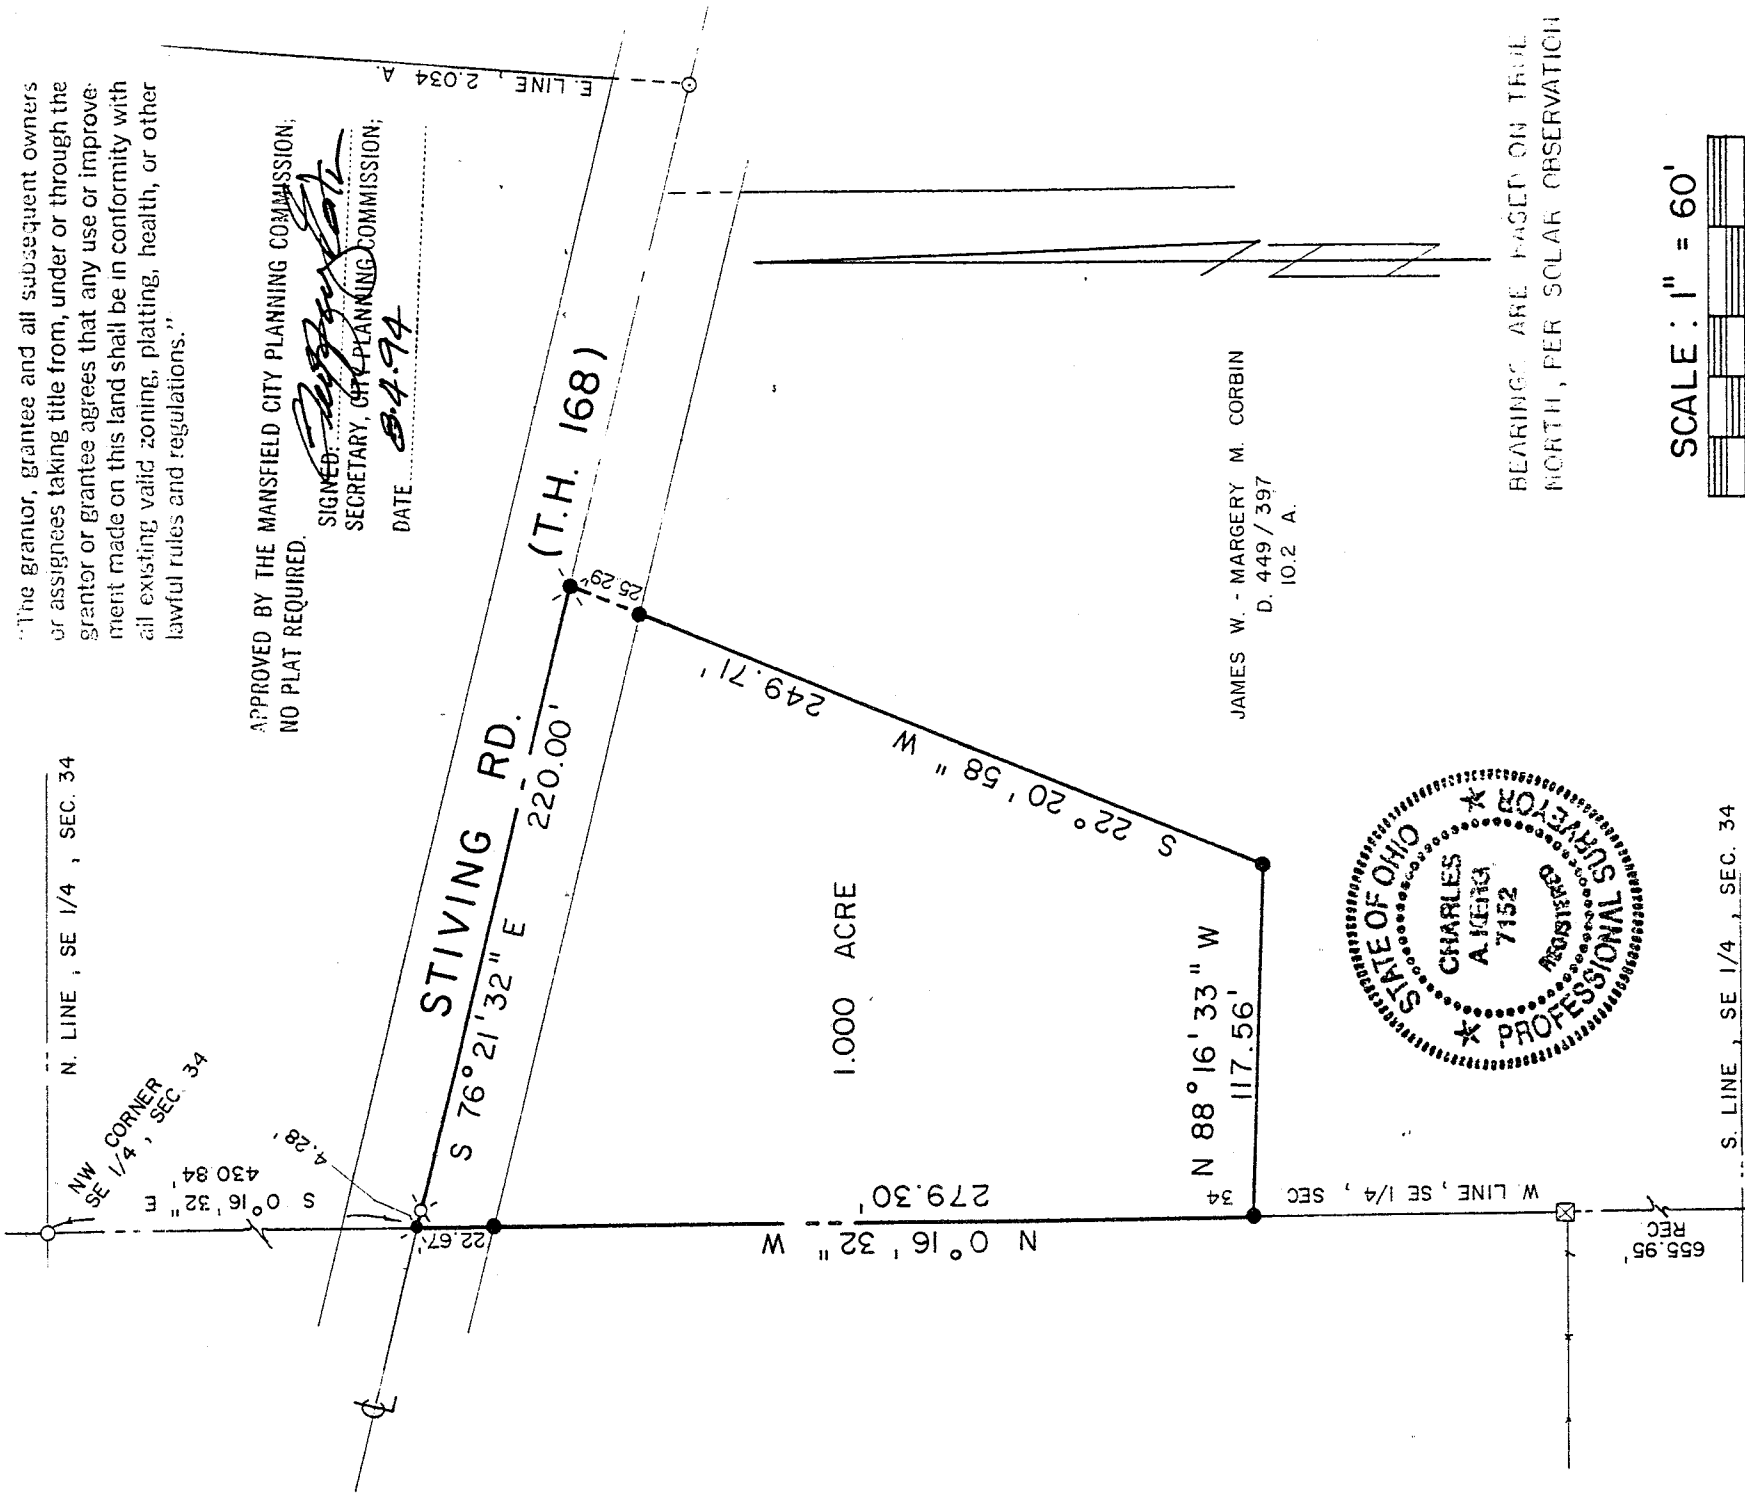 "The grantor, grantee and all subsequent owners
or assignees taking title from, under or through the
grantor or grantee agrees that any use or improve-
ment made on this land shall be in conformity with
all existing valid zoning, platting, health, or other
lawful rules and regulations."
APPROVED BY THE MANSFIELD CITY PLANNING COMMISSION;
NO PLAT REQUIRED.
SIGNED:
SECRETARY, CITY PLANNING COMMISSION;
DATE 8.4.94
E. LINE, 2.034 A.
N. LINE, SE 1/4, SEC. 34
NW CORNER
SE 1/4, SEC. 34
S 0° 16' 32" E
430.84'
4.28'
STIVING RD. (T.H. 168)
S 76° 21' 32" E 220.00'
25.29'
22.67'
S 22° 20' 58" W 249.71'
1.000 ACRE
N 0° 16' 32" W
279.30'
N 88° 16' 33" W
117.56'
W. LINE, SE 1/4, SEC 34
655.95'
REC
S. LINE, SE 1/4, SEC. 34
JAMES W. - MARGERY M. CORBIN
D. 449/397
10.2 A.
STATE OF OHIO
CHARLES
7152
REGISTERED
PROFESSIONAL SURVEYOR
BEARINGS ARE BASED ON TRUE
NORTH, PER SOLAR OBSERVATION
SCALE: 1" = 60'